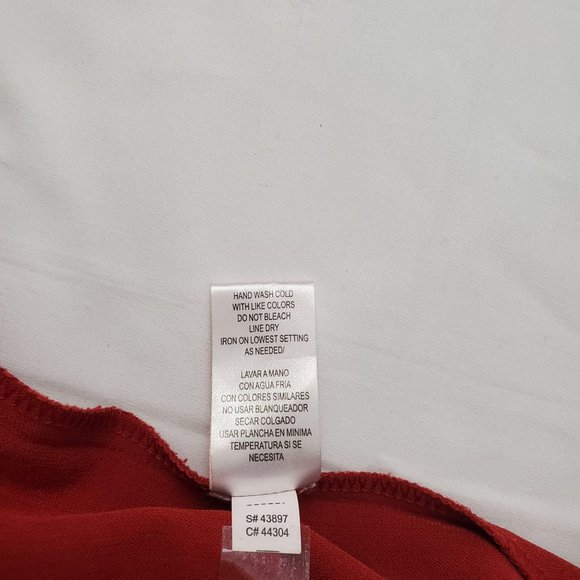 HAND WASH COLD
WITH LIKE COLORS
DO NOT BLEACH
LINE DRY
IRON ON LOWEST SETTING
AS NEEDED/
LAVAR A MANO
CON AGUA FRIA
CON COLORES SIMILARES
NO USAR BLANQUEADOR
SECAR COLGADO
USAR PLANCHA EN MINIMA
TEMPERATURA SI SE
NECESITA
S# 43897
C# 44304